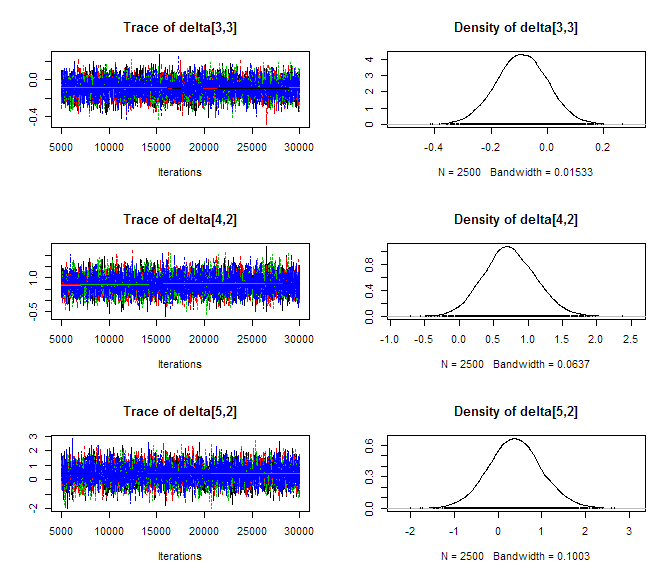 Trace of delta[3,3]
0.0
-0.4
5000 10000 15000 20000 25000 30000
Iterations
Density of delta[3,3]
4
3
2
1
0
-0.4 -0.2 0.0 0.2
N = 2500 Bandwidth = 0.01533
Trace of delta[4,2]
1.0
-0.5
5000 10000 15000 20000 25000 30000
Iterations
Density of delta[4,2]
0.8
0.4
0.0
-1.0 0.0 0.5 1.0 1.5 2.0 2.5
N = 2500 Bandwidth = 0.0637
Trace of delta[5,2]
3
2
1
0
-2
5000 10000 15000 20000 25000 30000
Iterations
Density of delta[5,2]
0.6
0.3
0.0
-2 -1 0 1 2 3
N = 2500 Bandwidth = 0.1003